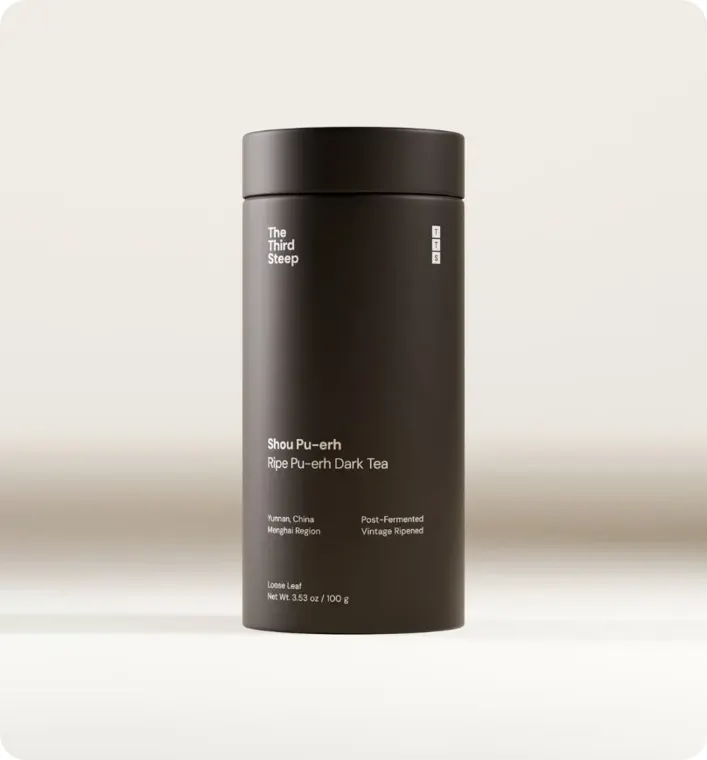 The
Third
Steep
T
T
S
Shou Pu-erh
Ripe Pu-erh Dark Tea
Yunnan, China
Menghai Region
Post-Fermented
Vintage Ripened
Loose Leaf
Net Wt. 3.53 oz / 100 g